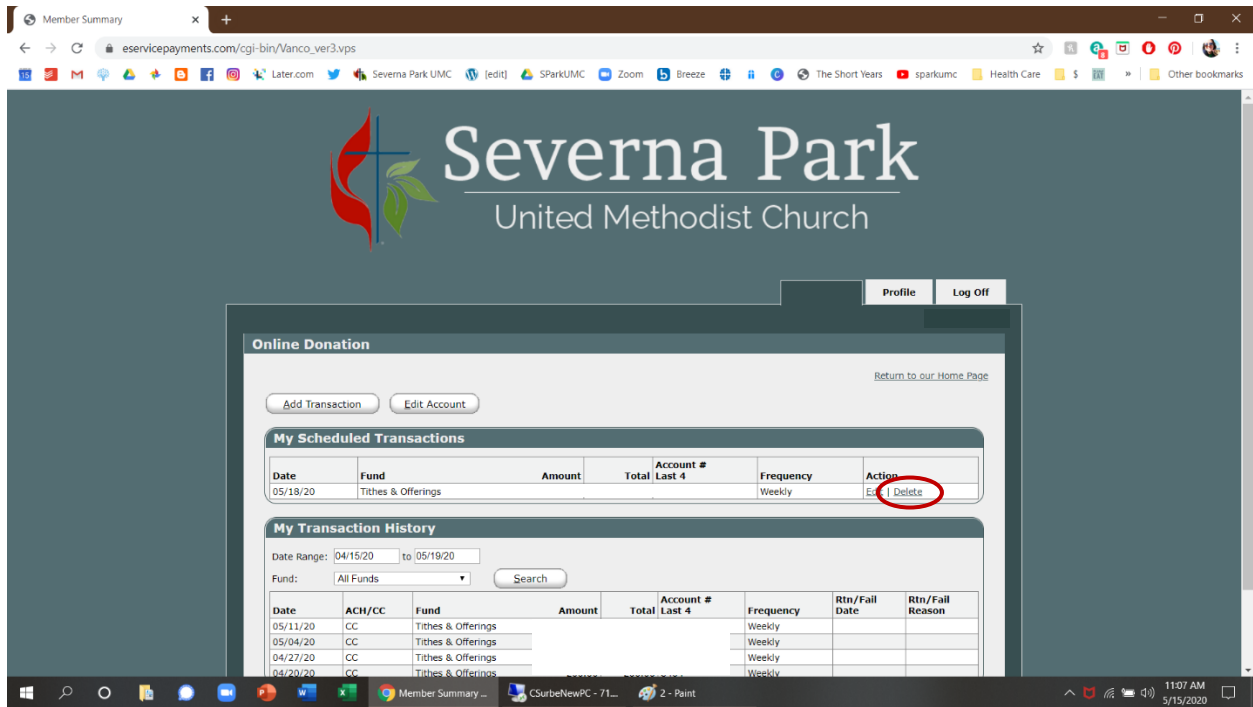 Member Summary
eservicepayments.com/cgi-bin/Vanco_ver3.vps
Later.com Severna Park UMC [edit] SParkUMC Zoom Breeze The Short Years sparkumc Health Care $ » Other bookmarks
Severna Park
United Methodist Church
Profile Log Off
Online Donation
Return to our Home Page
Add Transaction Edit Account
My Scheduled Transactions
Date Fund Amount Total Account # Last 4 Frequency Action
05/18/20 Tithes & Offerings Weekly Edit | Delete
My Transaction History
Date Range: 04/15/20 to 05/19/20
Fund: All Funds Search
Date ACH/CC Fund Amount Total Account # Last 4 Frequency Rtn/Fail Date Rtn/Fail Reason
05/11/20 CC Tithes & Offerings Weekly
05/04/20 CC Tithes & Offerings Weekly
04/27/20 CC Tithes & Offerings Weekly
04/20/20 CC Tithes & Offerings Weekly
Member Summary ... CSurbeNewPC - 71... 2 - Paint
11:07 AM
5/15/2020